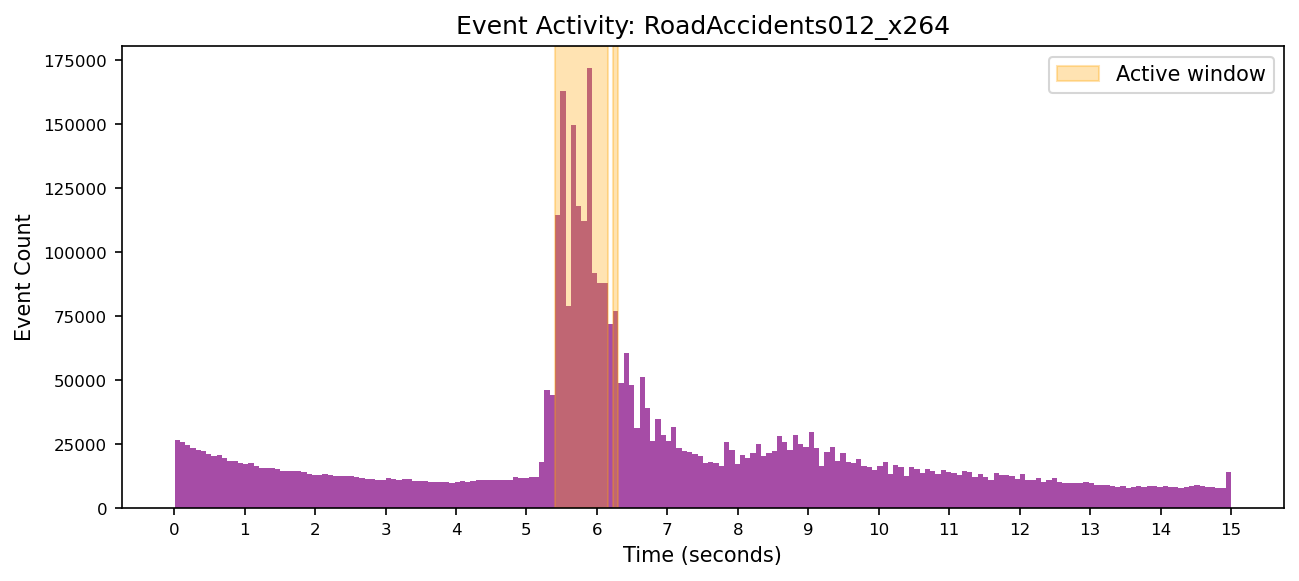 Event Activity: RoadAccidents012_x264
Active window
175000
150000
125000
100000
75000
50000
25000
0
Event Count
0 1 2 3 4 5 6 7 8 9 10 11 12 13 14 15
Time (seconds)